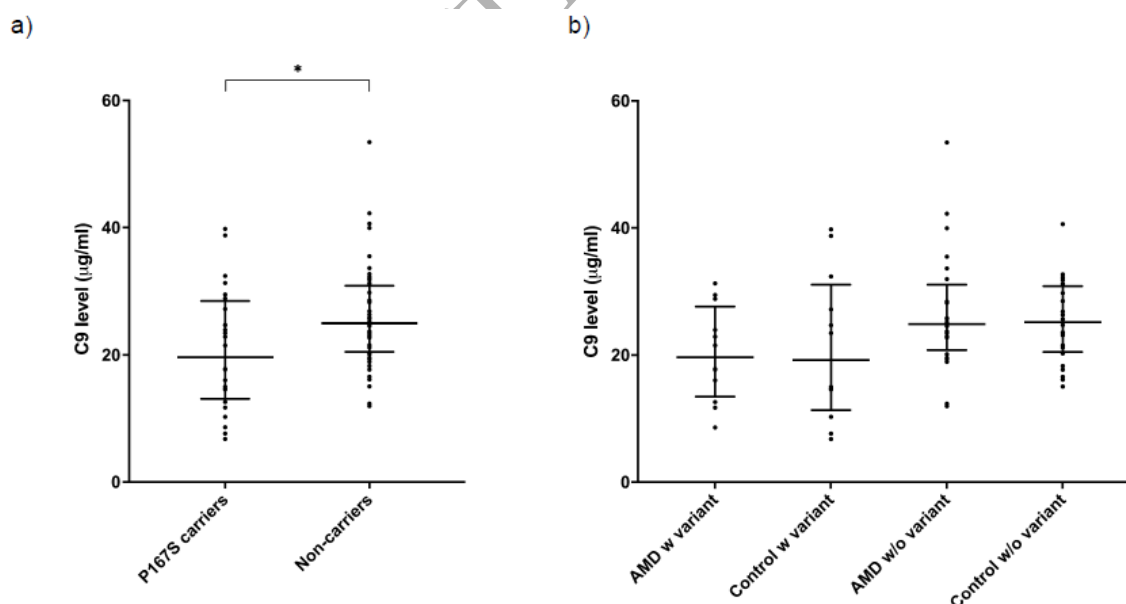 a)
*
60
40
20
0
C9 level (μg/ml)
P167S carriers
Non-carriers
b)
60
40
20
0
C9 level (μg/ml)
AMD w variant
Control w variant
AMD w/o variant
Control w/o variant